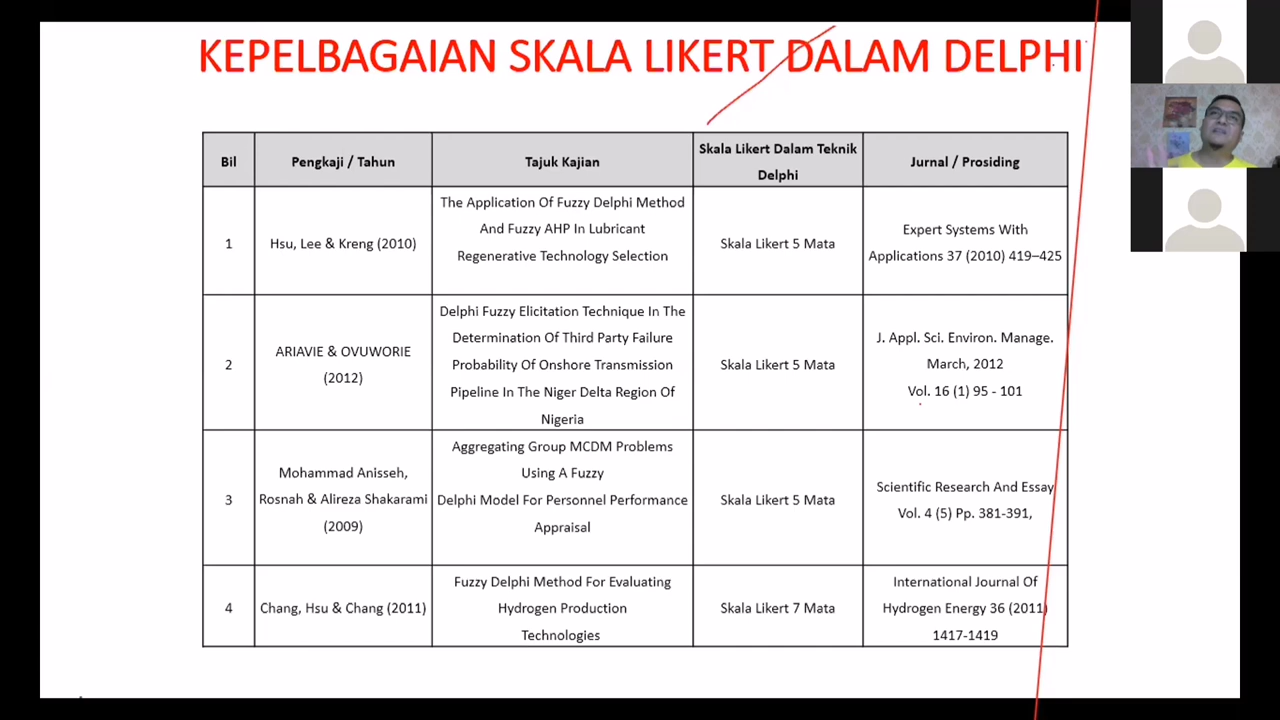 KEPELBAGAIAN SKALA LIKERT DALAM DELPHI
Bil
Pengkaji / Tahun
Tajuk Kajian
Skala Likert Dalam Teknik
Delphi
Jurnal / Prosiding
1
Hsu, Lee & Kreng (2010)
The Application Of Fuzzy Delphi Method
And Fuzzy AHP In Lubricant
Regenerative Technology Selection
Skala Likert 5 Mata
Expert Systems With
Applications 37 (2010) 419–425
2
ARIAVIE & OVUWORIE
(2012)
Delphi Fuzzy Elicitation Technique In The
Determination Of Third Party Failure
Probability Of Onshore Transmission
Pipeline In The Niger Delta Region Of
Nigeria
Skala Likert 5 Mata
J. Appl. Sci. Environ. Manage.
March, 2012
Vol. 16 (1) 95 - 101
3
Mohammad Anisseh,
Rosnah & Alireza Shakarami
(2009)
Aggregating Group MCDM Problems
Using A Fuzzy
Delphi Model For Personnel Performance
Appraisal
Skala Likert 5 Mata
Scientific Research And Essay
Vol. 4 (5) Pp. 381-391,
4
Chang, Hsu & Chang (2011)
Fuzzy Delphi Method For Evaluating
Hydrogen Production
Technologies
Skala Likert 7 Mata
International Journal Of
Hydrogen Energy 36 (2011)
1417-1419